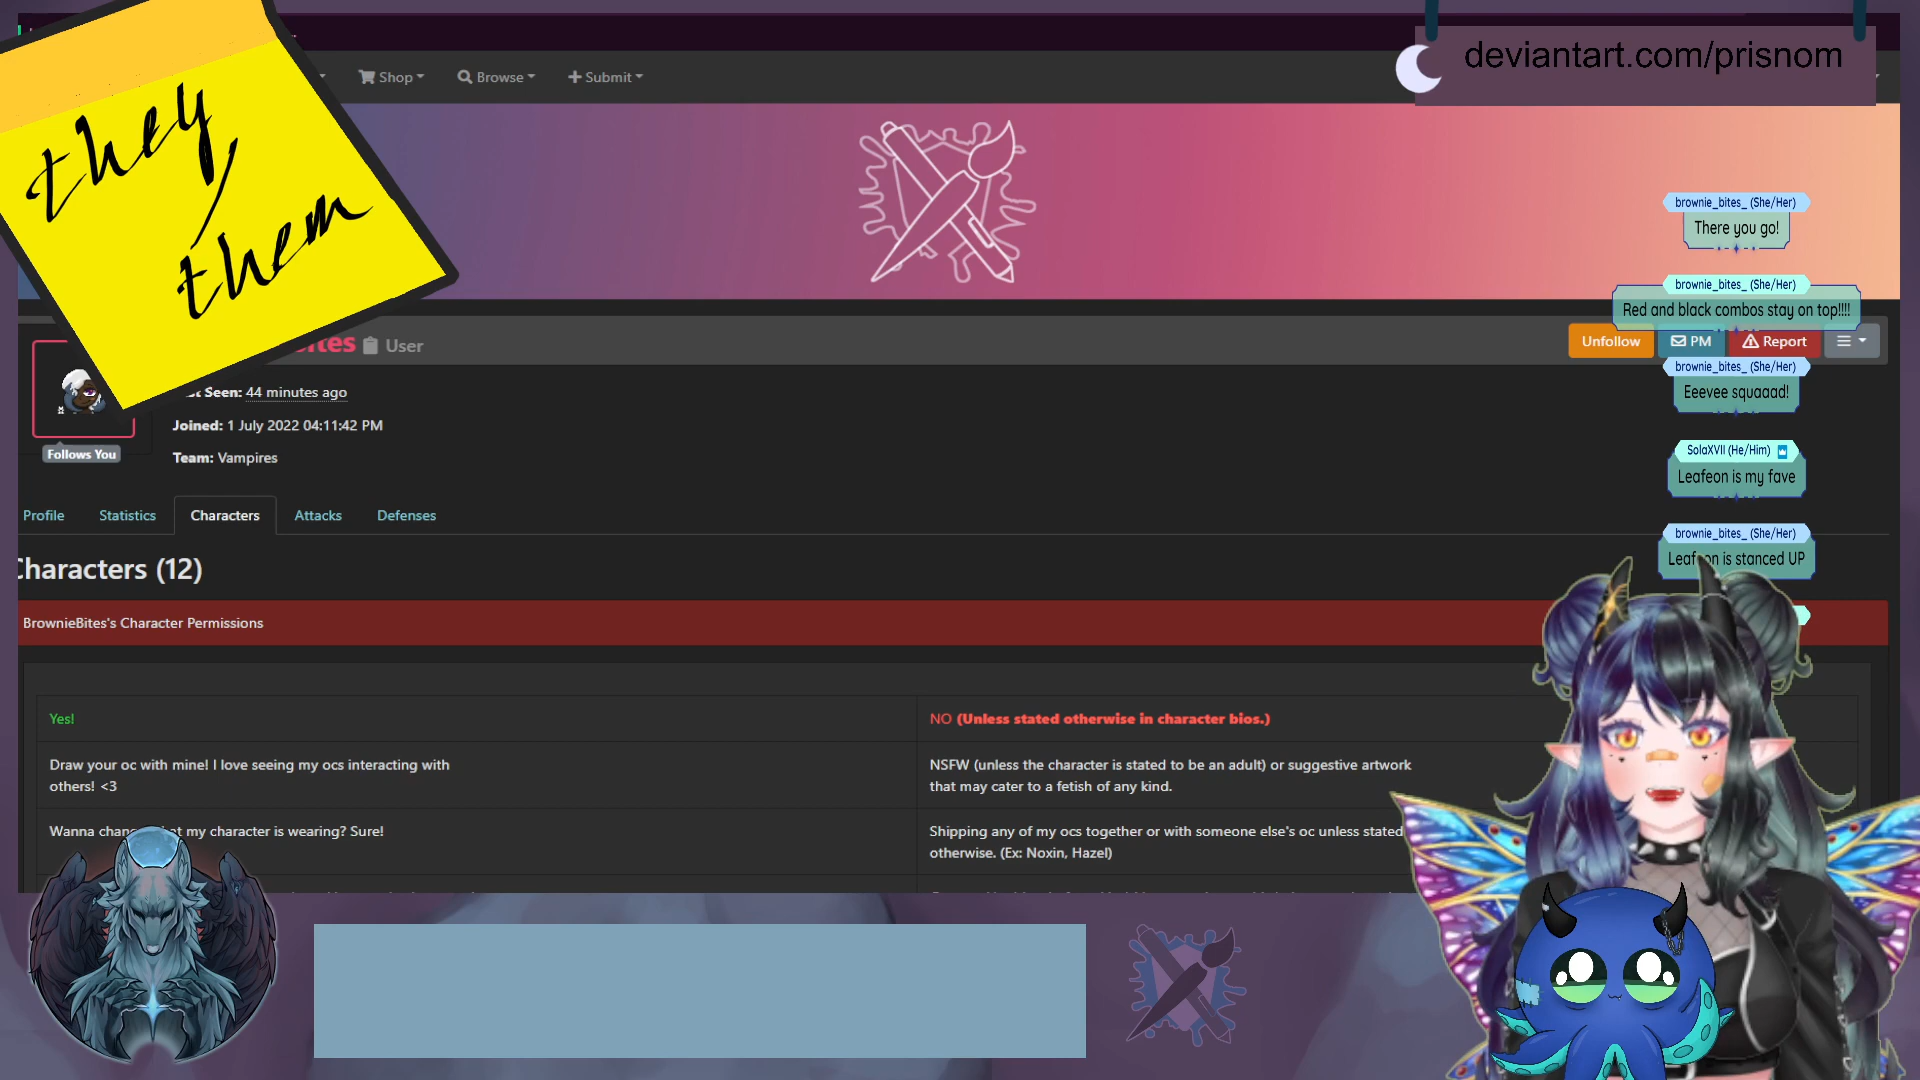 they
/
them
Shop
Browse
Submit
deviantart.com/prisnom
brownie_bites_ (She/Her)
There you go!
brownie_bites_ (She/Her)
Red and black combos stay on top!!!!
User
Unfollow
PM
Report
brownie_bites_ (She/Her)
Eeevee squaaad!
Seen: 44 minutes ago
Joined: 1 July 2022 04:11:42 PM
Follows You
Team: Vampires
SolaXVII (He/Him)
Leafeon is my fave
Profile
Statistics
Characters
Attacks
Defenses
brownie_bites_ (She/Her)
Leafeon is stanced UP
Characters (12)
BrownieBites's Character Permissions
Yes!
NO (Unless stated otherwise in character bios.)
Draw your oc with mine! I love seeing my ocs interacting with
others! <3
NSFW (unless the character is stated to be an adult) or suggestive artwork
that may cater to a fetish of any kind.
Wanna my character is wearing? Sure!
Shipping any of my ocs together or with someone else's oc unless stated
otherwise. (Ex: Noxin, Hazel)